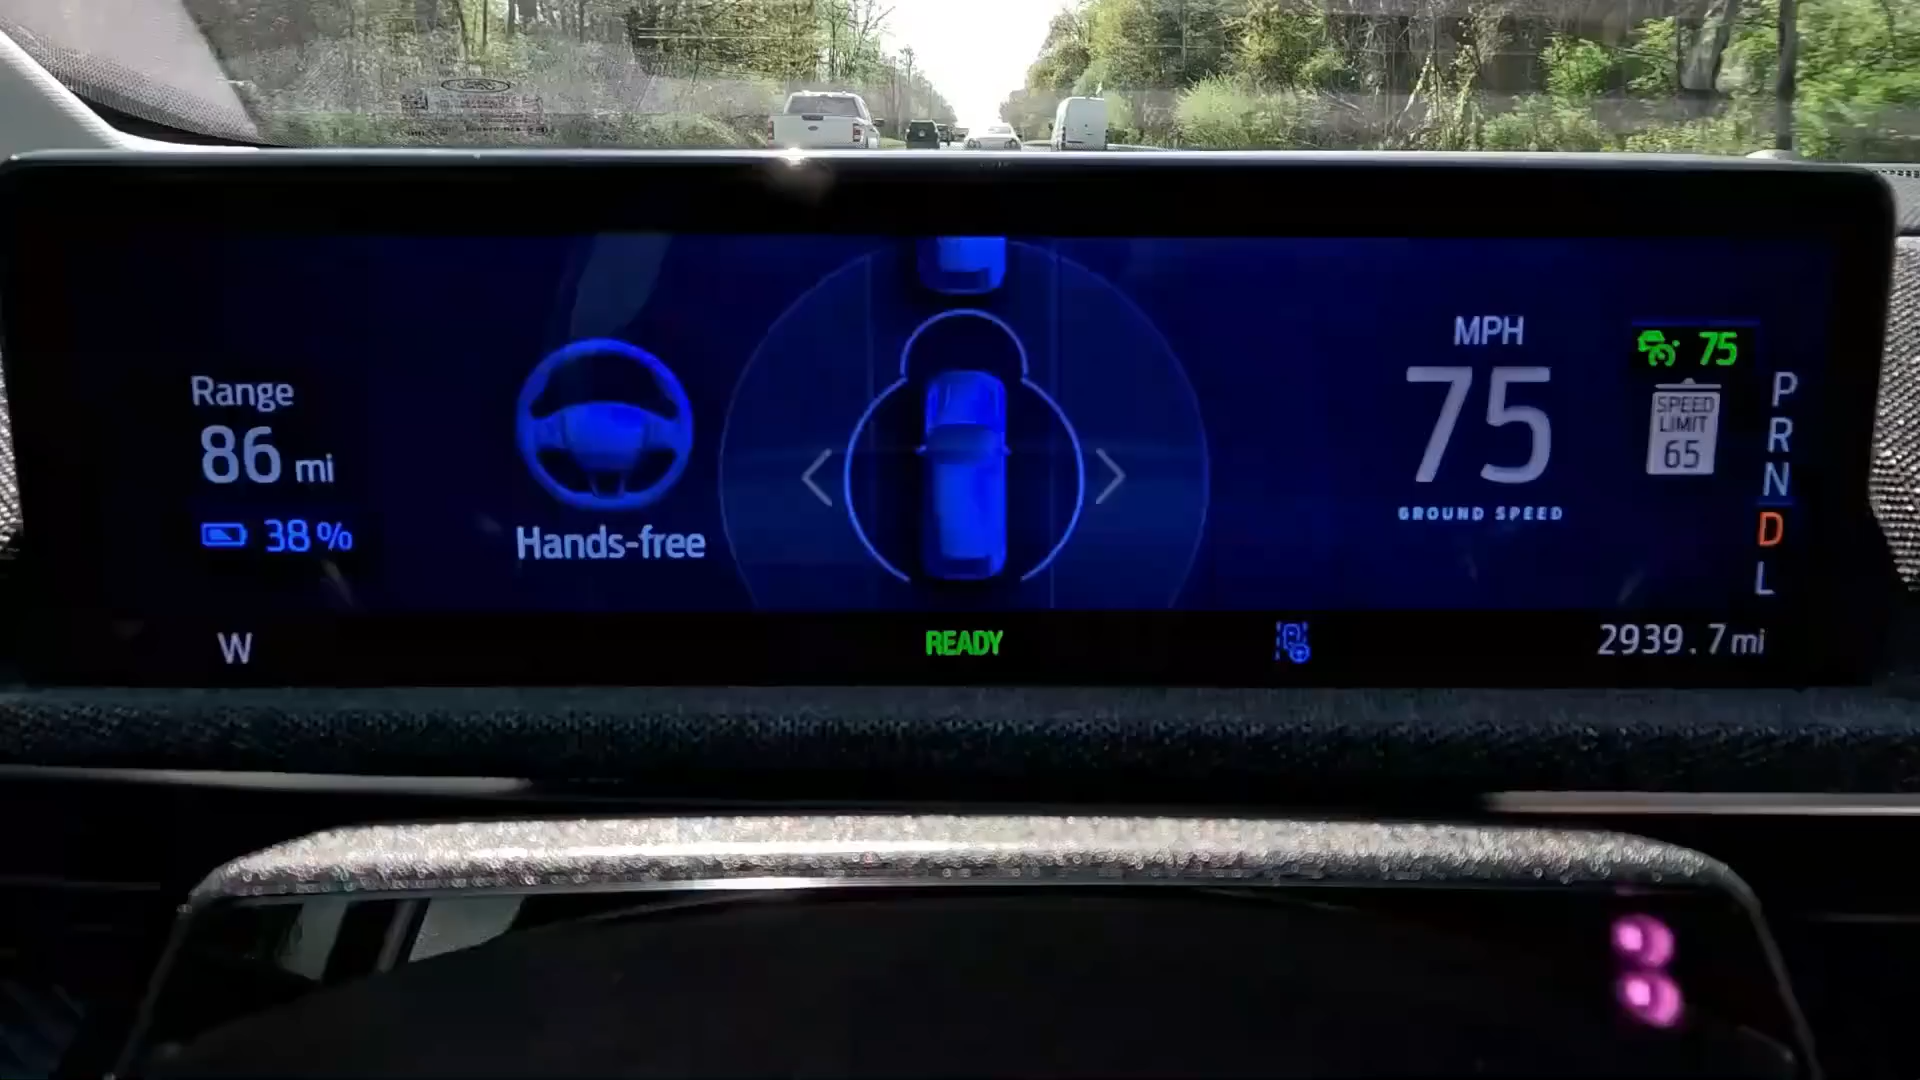 Range
86 mi
38%
Hands-free
MPH
75
GROUND SPEED
75
SPEED
LIMIT
65
P
R
N
D
L
W
READY
2939.7 mi